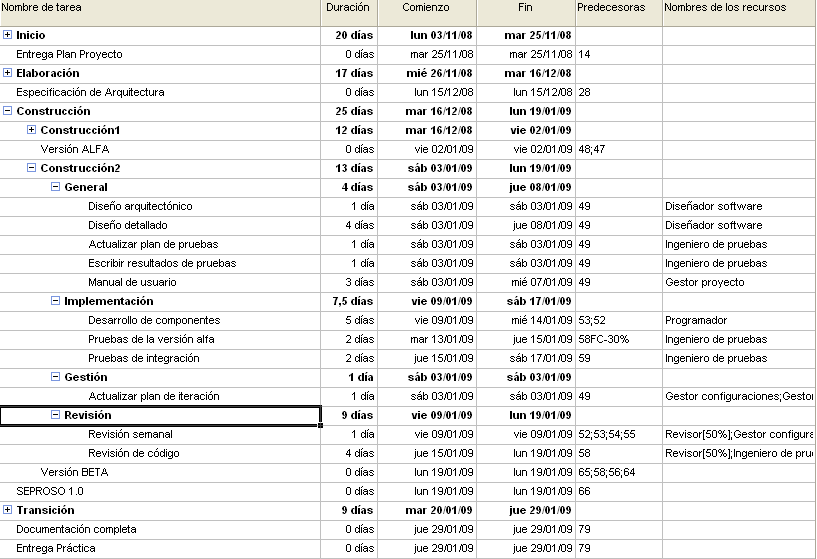 Nombre de tarea Duración Comienzo Fin Predecesoras Nombres de los recursos
Inicio 20 días lun 03/11/08 mar 25/11/08
Entrega Plan Proyecto 0 días mar 25/11/08 mar 25/11/08 14
Elaboración 17 días mié 26/11/08 mar 16/12/08
Especificación de Arquitectura 0 días lun 15/12/08 lun 15/12/08 28
Construcción 25 días mar 16/12/08 lun 19/01/09
Construcción1 12 días mar 16/12/08 vie 02/01/09
Versión ALFA 0 días vie 02/01/09 vie 02/01/09 48;47
Construcción2 13 días sáb 03/01/09 lun 19/01/09
General 4 días sáb 03/01/09 jue 08/01/09
Diseño arquitectónico 1 día sáb 03/01/09 sáb 03/01/09 49 Diseñador software
Diseño detallado 4 días sáb 03/01/09 jue 08/01/09 49 Diseñador software
Actualizar plan de pruebas 1 día sáb 03/01/09 sáb 03/01/09 49 Ingeniero de pruebas
Escribir resultados de pruebas 1 día sáb 03/01/09 sáb 03/01/09 49 Ingeniero de pruebas
Manual de usuario 3 días sáb 03/01/09 mié 07/01/09 49 Gestor proyecto
Implementación 7,5 días vie 09/01/09 sáb 17/01/09
Desarrollo de componentes 5 días vie 09/01/09 mié 14/01/09 53;52 Programador
Pruebas de la versión alfa 2 días mar 13/01/09 jue 15/01/09 58FC-30% Ingeniero de pruebas
Pruebas de integración 2 días jue 15/01/09 sáb 17/01/09 59 Ingeniero de pruebas
Gestión 1 día sáb 03/01/09 sáb 03/01/09
Actualizar plan de iteración 1 día sáb 03/01/09 sáb 03/01/09 49 Gestor configuraciones;Gestor
Revisión 9 días vie 09/01/09 lun 19/01/09
Revisión semanal 1 día vie 09/01/09 vie 09/01/09 52;53;54;55 Revisor[50%];Gestor configura
Revisión de código 4 días jue 15/01/09 lun 19/01/09 58 Revisor[50%];Ingeniero de prue
Versión BETA 0 días lun 19/01/09 lun 19/01/09 65;58;56;64
SEPROSO 1.0 0 días lun 19/01/09 lun 19/01/09 66
Transición 9 días mar 20/01/09 jue 29/01/09
Documentación completa 0 días jue 29/01/09 jue 29/01/09 79
Entrega Práctica 0 días jue 29/01/09 jue 29/01/09 79